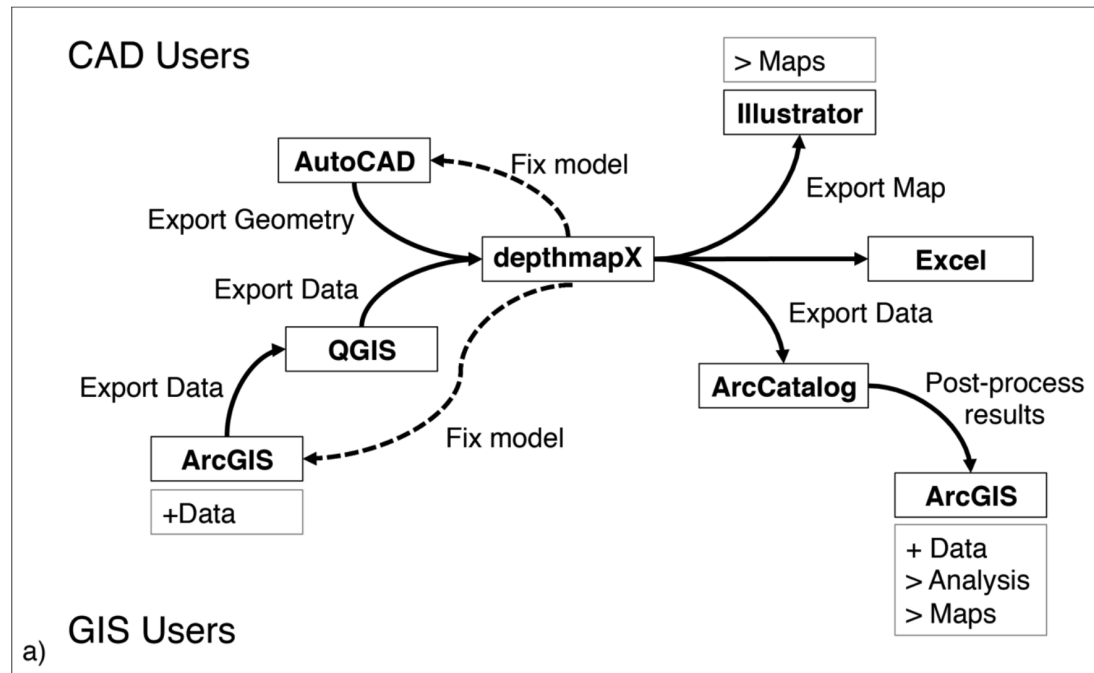 CAD Users
> Maps
Illustrator
AutoCAD
Fix model
Export Map
Export Geometry
depthmapX
Excel
Export Data
Export Data
QGIS
ArcCatalog
Export Data
Post-process
results
Fix model
ArcGIS
+Data
ArcGIS
+ Data
> Analysis
> Maps
GIS Users
a)